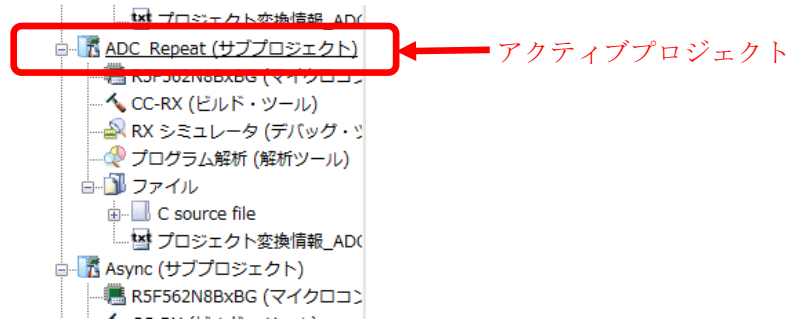 プロジェクト変換情報_ADC
ADC_Repeat (サブプロジェクト)
アクティブプロジェクト
R5F562N8BxBG (マイクロコン
CC-RX (ビルド・ツール)
RX シミュレータ (デバッグ・ツ
プログラム解析 (解析ツール)
ファイル
C source file
プロジェクト変換情報_ADC
Async (サブプロジェクト)
R5F562N8BxBG (マイクロコン